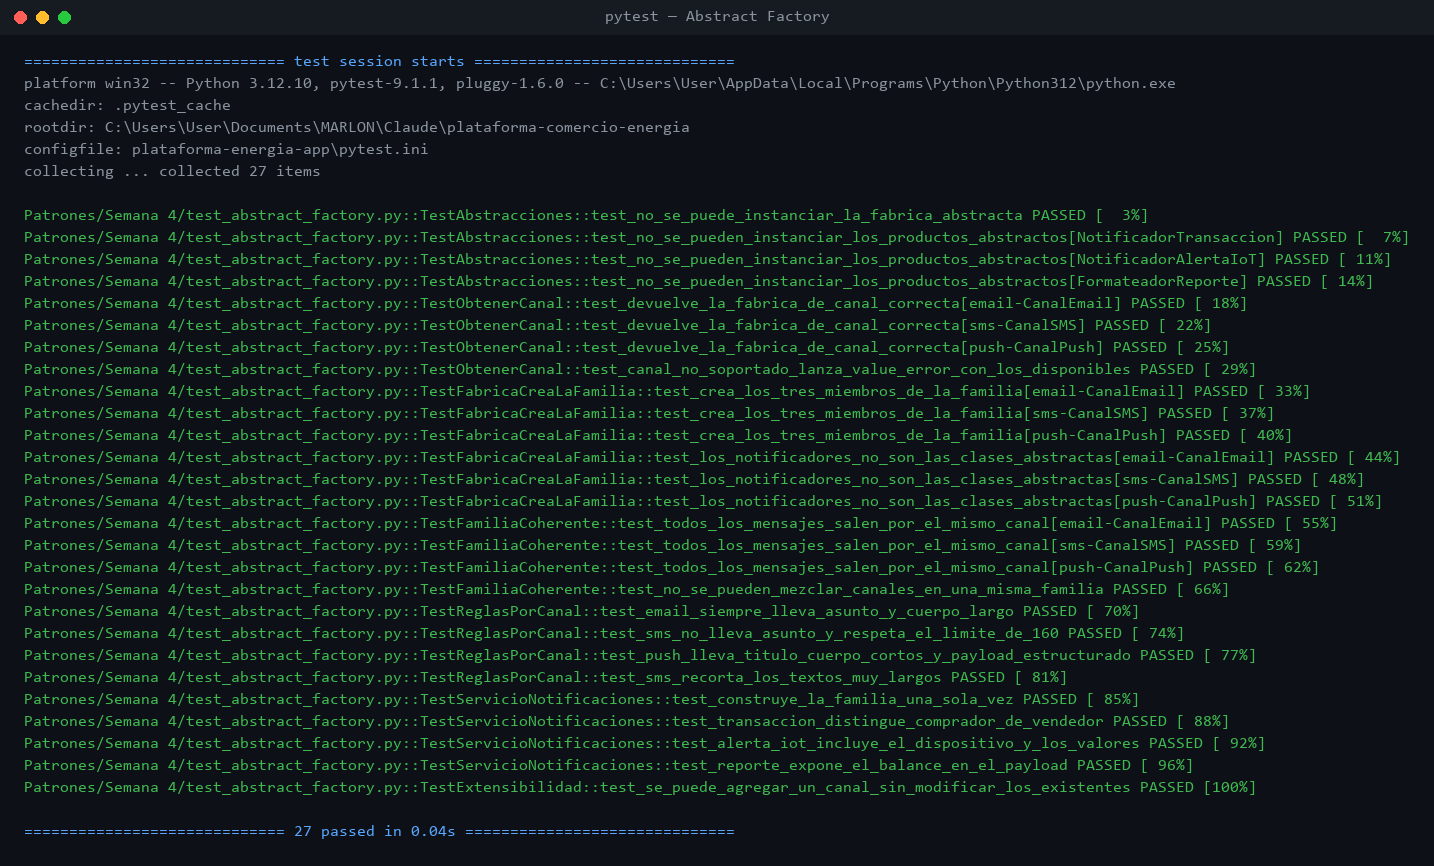 pytest — Abstract Factory
============================= test session starts =============================
platform win32 -- Python 3.12.10, pytest-9.1.1, pluggy-1.6.0 -- C:\Users\User\AppData\Local\Programs\Python\Python312\python.exe
cachedir: .pytest_cache
rootdir: C:\Users\User\Documents\MARLON\Claude\plataforma-comercio-energia
configfile: plataforma-energia-app\pytest.ini
collecting ... collected 27 items
Patrones/Semana 4/test_abstract_factory.py::TestAbstracciones::test_no_se_puede_instanciar_la_fabrica_abstracta PASSED [  3%]
Patrones/Semana 4/test_abstract_factory.py::TestAbstracciones::test_no_se_pueden_instanciar_los_productos_abstractos[NotificadorTransaccion] PASSED [  7%]
Patrones/Semana 4/test_abstract_factory.py::TestAbstracciones::test_no_se_pueden_instanciar_los_productos_abstractos[NotificadorAlertaIoT] PASSED [ 11%]
Patrones/Semana 4/test_abstract_factory.py::TestAbstracciones::test_no_se_pueden_instanciar_los_productos_abstractos[FormateadorReporte] PASSED [ 14%]
Patrones/Semana 4/test_abstract_factory.py::TestObtenerCanal::test_devuelve_la_fabrica_de_canal_correcta[email-CanalEmail] PASSED [ 18%]
Patrones/Semana 4/test_abstract_factory.py::TestObtenerCanal::test_devuelve_la_fabrica_de_canal_correcta[sms-CanalSMS] PASSED [ 22%]
Patrones/Semana 4/test_abstract_factory.py::TestObtenerCanal::test_devuelve_la_fabrica_de_canal_correcta[push-CanalPush] PASSED [ 25%]
Patrones/Semana 4/test_abstract_factory.py::TestObtenerCanal::test_canal_no_soportado_lanza_value_error_con_los_disponibles PASSED [ 29%]
Patrones/Semana 4/test_abstract_factory.py::TestFabricaCreaLaFamilia::test_crea_los_tres_miembros_de_la_familia[email-CanalEmail] PASSED [ 33%]
Patrones/Semana 4/test_abstract_factory.py::TestFabricaCreaLaFamilia::test_crea_los_tres_miembros_de_la_familia[sms-CanalSMS] PASSED [ 37%]
Patrones/Semana 4/test_abstract_factory.py::TestFabricaCreaLaFamilia::test_crea_los_tres_miembros_de_la_familia[push-CanalPush] PASSED [ 40%]
Patrones/Semana 4/test_abstract_factory.py::TestFabricaCreaLaFamilia::test_los_notificadores_no_son_las_clases_abstractas[email-CanalEmail] PASSED [ 44%]
Patrones/Semana 4/test_abstract_factory.py::TestFabricaCreaLaFamilia::test_los_notificadores_no_son_las_clases_abstractas[sms-CanalSMS] PASSED [ 48%]
Patrones/Semana 4/test_abstract_factory.py::TestFabricaCreaLaFamilia::test_los_notificadores_no_son_las_clases_abstractas[push-CanalPush] PASSED [ 51%]
Patrones/Semana 4/test_abstract_factory.py::TestFamiliaCoherente::test_todos_los_mensajes_salen_por_el_mismo_canal[email-CanalEmail] PASSED [ 55%]
Patrones/Semana 4/test_abstract_factory.py::TestFamiliaCoherente::test_todos_los_mensajes_salen_por_el_mismo_canal[sms-CanalSMS] PASSED [ 59%]
Patrones/Semana 4/test_abstract_factory.py::TestFamiliaCoherente::test_todos_los_mensajes_salen_por_el_mismo_canal[push-CanalPush] PASSED [ 62%]
Patrones/Semana 4/test_abstract_factory.py::TestFamiliaCoherente::test_no_se_pueden_mezclar_canales_en_una_misma_familia PASSED [ 66%]
Patrones/Semana 4/test_abstract_factory.py::TestReglasPorCanal::test_email_siempre_lleva_asunto_y_cuerpo_largo PASSED [ 70%]
Patrones/Semana 4/test_abstract_factory.py::TestReglasPorCanal::test_sms_no_lleva_asunto_y_respeta_el_limite_de_160 PASSED [ 74%]
Patrones/Semana 4/test_abstract_factory.py::TestReglasPorCanal::test_push_lleva_titulo_cuerpo_cortos_y_payload_estructurado PASSED [ 77%]
Patrones/Semana 4/test_abstract_factory.py::TestReglasPorCanal::test_sms_recorta_los_textos_muy_largos PASSED [ 81%]
Patrones/Semana 4/test_abstract_factory.py::TestServicioNotificaciones::test_construye_la_familia_una_sola_vez PASSED [ 85%]
Patrones/Semana 4/test_abstract_factory.py::TestServicioNotificaciones::test_transaccion_distingue_comprador_de_vendedor PASSED [ 88%]
Patrones/Semana 4/test_abstract_factory.py::TestServicioNotificaciones::test_alerta_iot_incluye_el_dispositivo_y_los_valores PASSED [ 92%]
Patrones/Semana 4/test_abstract_factory.py::TestServicioNotificaciones::test_reporte_expone_el_balance_en_el_payload PASSED [ 96%]
Patrones/Semana 4/test_abstract_factory.py::TestExtensibilidad::test_se_puede_agregar_un_canal_sin_modificar_los_existentes PASSED [100%]
============================= 27 passed in 0.04s ==============================